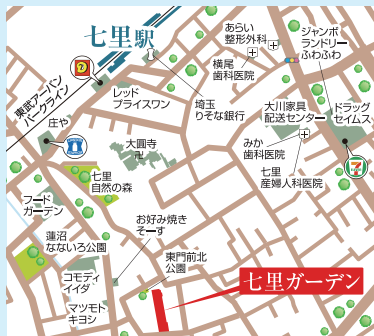 七里駅
あらい
整形外科
ジャンボ
ランドリー
ふわふわ
横尾
歯科医院
東武アーバン
パークライン
レッド
プライスワン
埼玉
りそな銀行
大川家具
配送センター
ドラッグ
セイムス
庄や
大圓寺
みか
歯科医院
七里
産婦人科医院
七里
自然の森
フード
ガーデン
お好み焼き
そーす
蓮沼
なないろ公園
東門前北
公園
七里ガーデン
コモディ
イイダ
マツモト
キヨシ